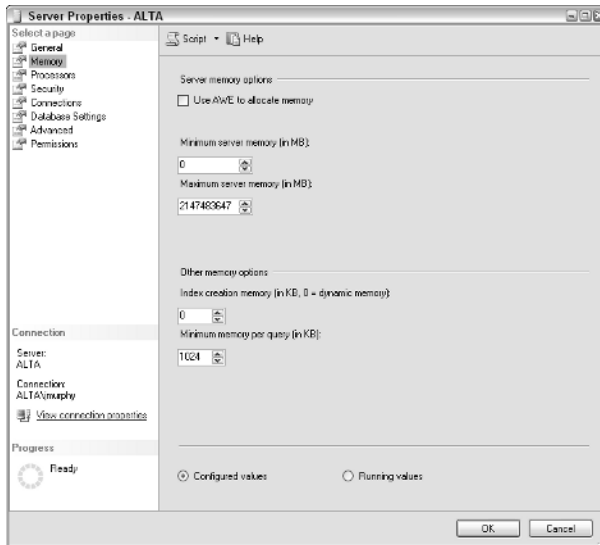 Server Properties - ALTA
Select a page
General
Memory
Processors
Security
Connections
Database Settings
Advanced
Permissions
Script
Help
Server memory options
Use AWE to allocate memory
Minimum server memory (in MB):
0
Maximum server memory (in MB):
2147483647
Other memory options
Index creation memory (in KB, 0 = dynamic memory):
0
Minimum memory per query (in KB):
1024
Connection
Server:
ALTA
Connection:
ALTA\jmurphy
View connection properties
Progress
Ready
Configured values
Running values
OK
Cancel